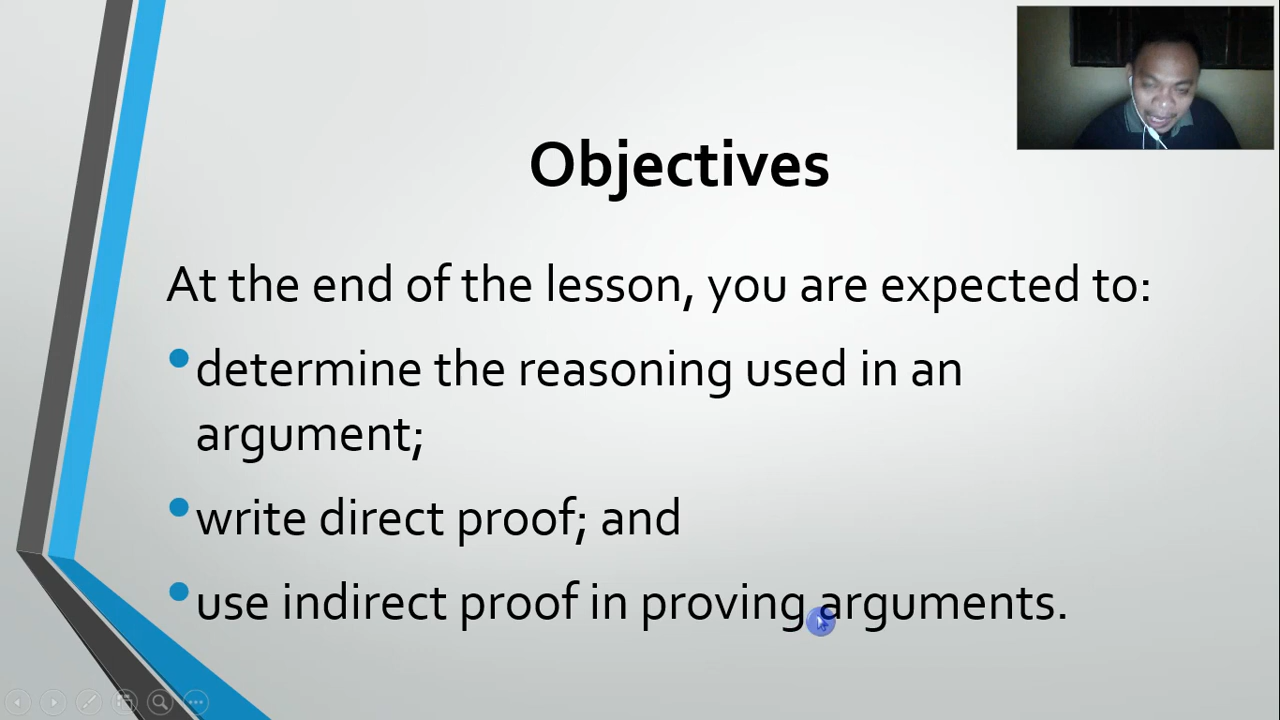 Objectives
At the end of the lesson, you are expected to:
•determine the reasoning used in an
argument;
•write direct proof; and
•use indirect proof in proving arguments.